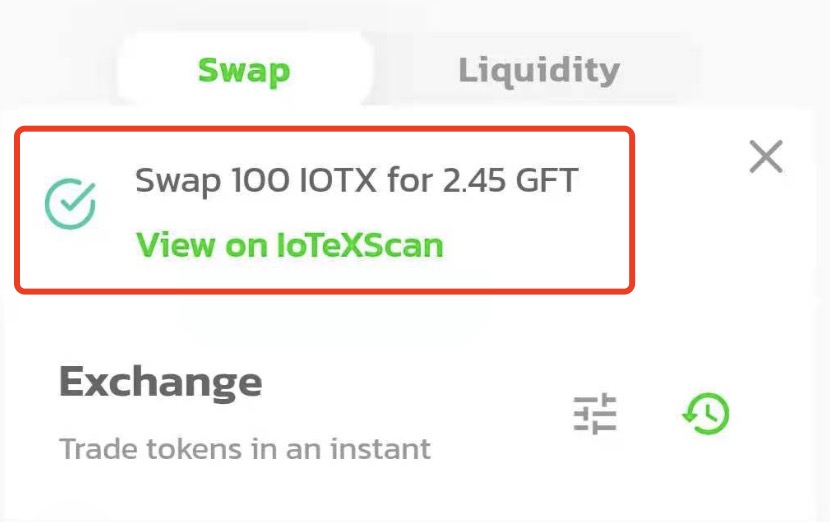 Swap Liquidity
Swap 100 IOTX for 2.45 GFT
View on IoTeXScan
Exchange
Trade tokens in an instant